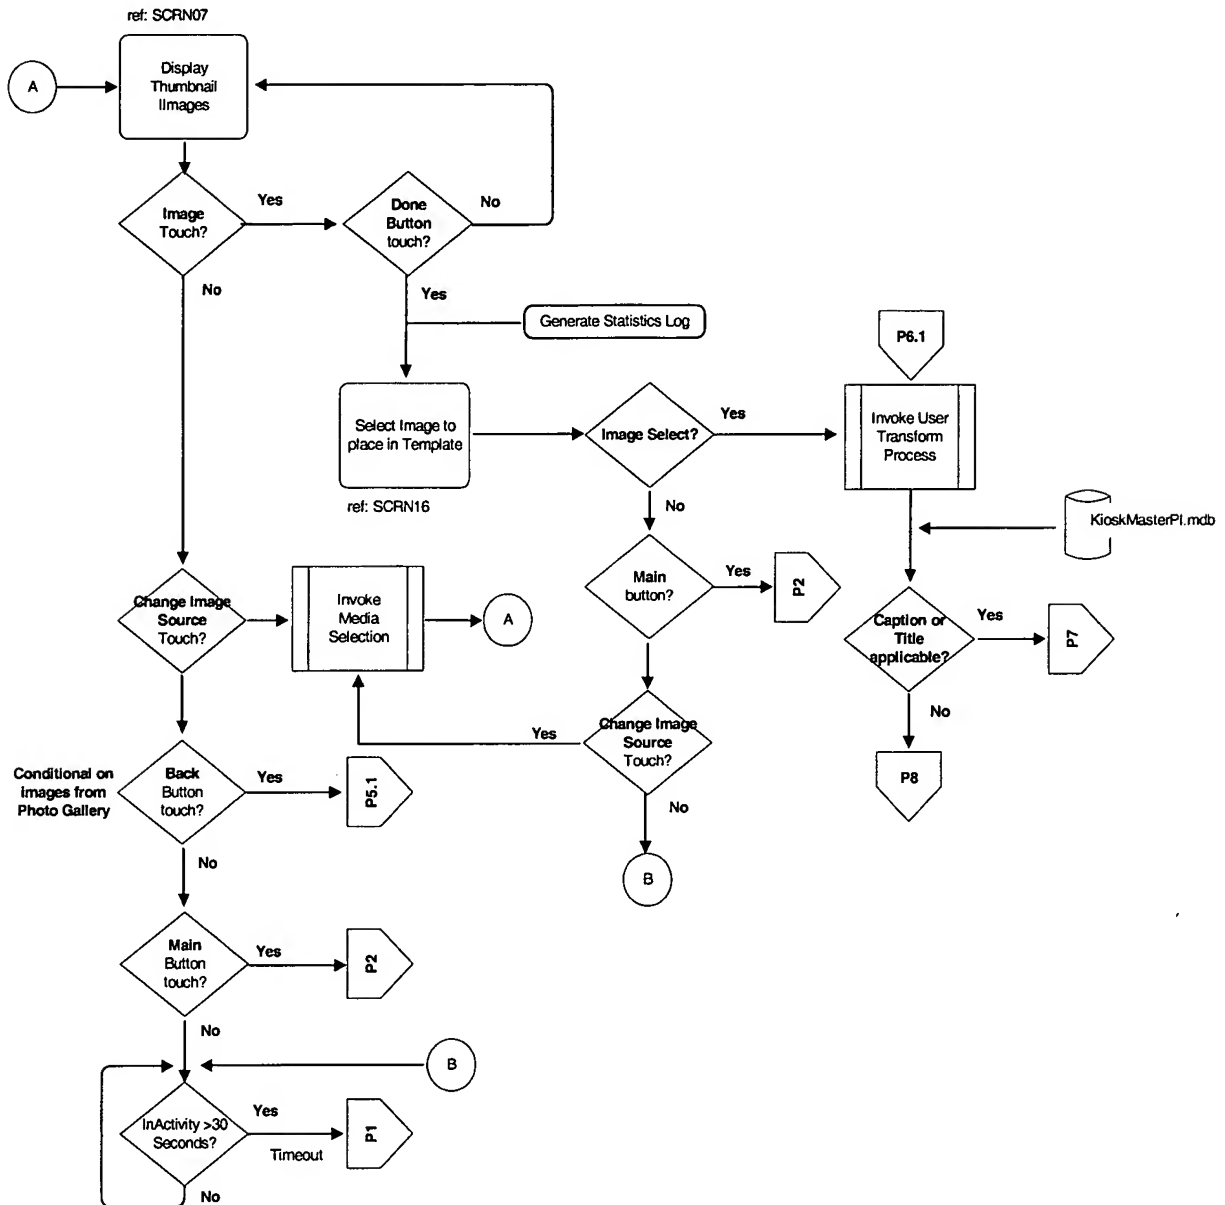 ref: SCRN07
A
Display
Thumbnail
IImages
Image
Touch?
Yes
Done
Button
touch?
No
No
Yes
Generate Statistics Log
P6.1
Select Image to
place in Template
ref: SCRN16
Image Select?
Yes
Invoke User
Transform
Process
No
KioskMasterPI.mdb
Main
button?
Yes
P2
Caption or
Title
applicable?
Yes
P7
No
P8
Change Image
Source
Touch?
Invoke
Media
Selection
A
Yes
Change Image
Source
Touch?
No
B
Conditional on
images from
Photo Gallery
Back
Button
touch?
Yes
P5.1
No
Main
Button
touch?
Yes
P2
No
B
InActivity >30
Seconds?
Yes
Timeout
P1
No